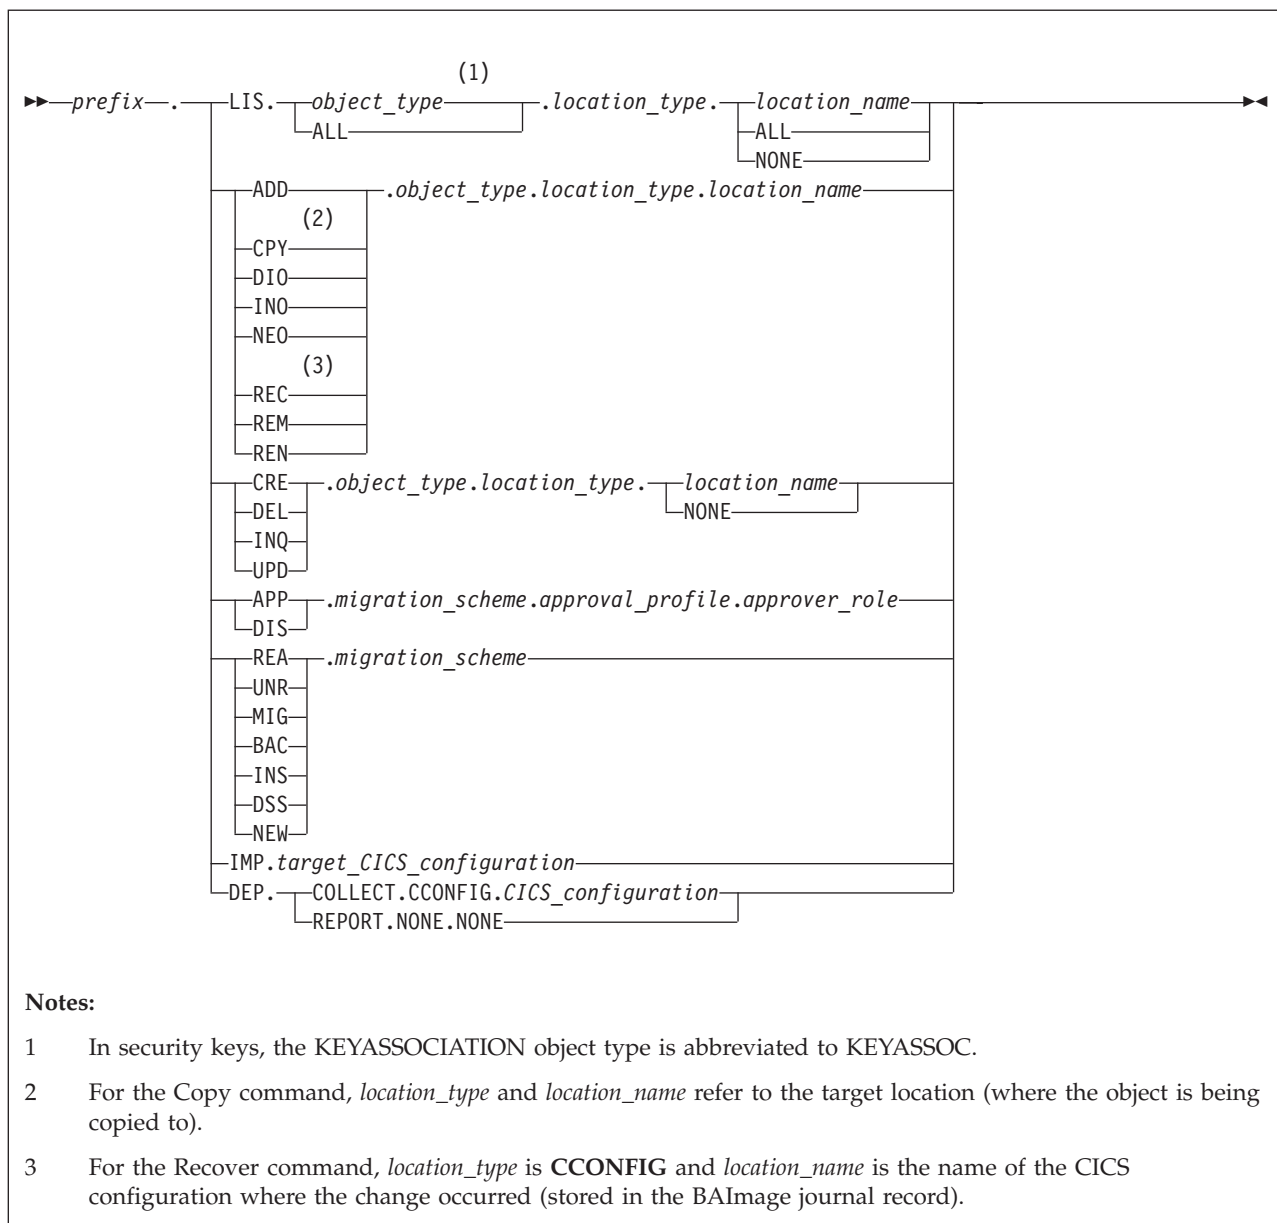 (1)
prefix . LIS. object_type .location_type. location_name
ALL ALL
NONE
ADD .object_type.location_type.location_name
(2)
CPY
DIO
INO
NEO
(3)
REC
REM
REN
CRE .object_type.location_type. location_name
DEL NONE
INQ
UPD
APP .migration_scheme.approval_profile.approver_role
DIS
REA .migration_scheme
UNR
MIG
BAC
INS
DSS
NEW
IMP.target_CICS_configuration
DEP. COLLECT.CCONFIG.CICS_configuration
REPORT.NONE.NONE
Notes:
1 In security keys, the KEYASSOCIATION object type is abbreviated to KEYASSOC.
2 For the Copy command, location_type and location_name refer to the target location (where the object is being
copied to).
3 For the Recover command, location_type is CCONFIG and location_name is the name of the CICS
configuration where the change occurred (stored in the BAImage journal record).